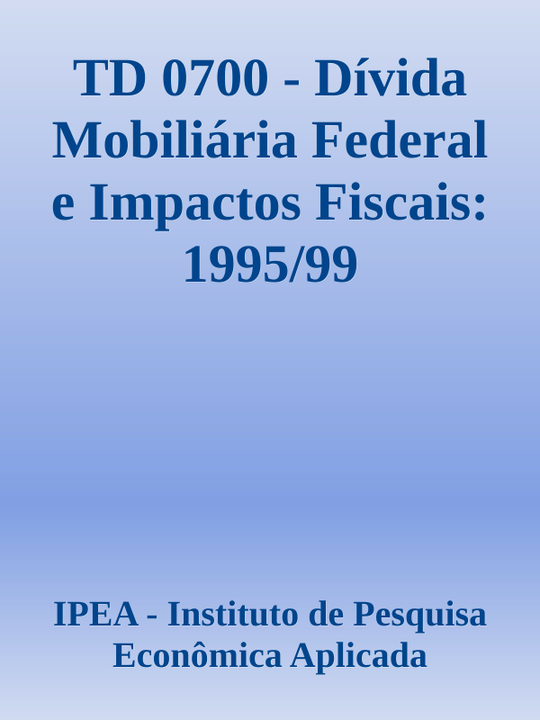 TD 0700 - Dívida
Mobiliária Federal
e Impactos Fiscais:
1995/99
IPEA - Instituto de Pesquisa
Econômica Aplicada